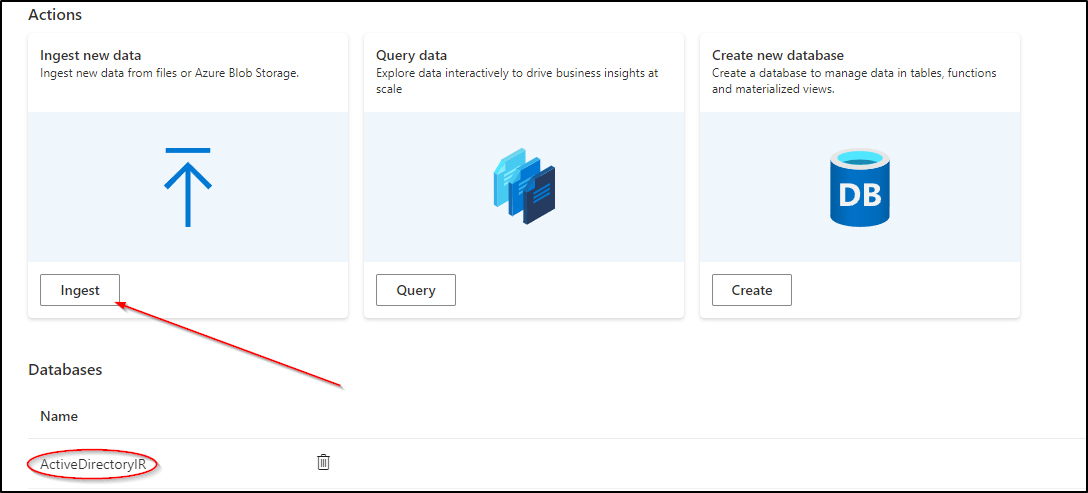 Actions
Ingest new data
Ingest new data from files or Azure Blob Storage.
Ingest
Query data
Explore data interactively to drive business insights at
scale
Query
Create new database
Create a database to manage data in tables, functions
and materialized views.
DB
Create
Databases
Name
ActiveDirectoryIR